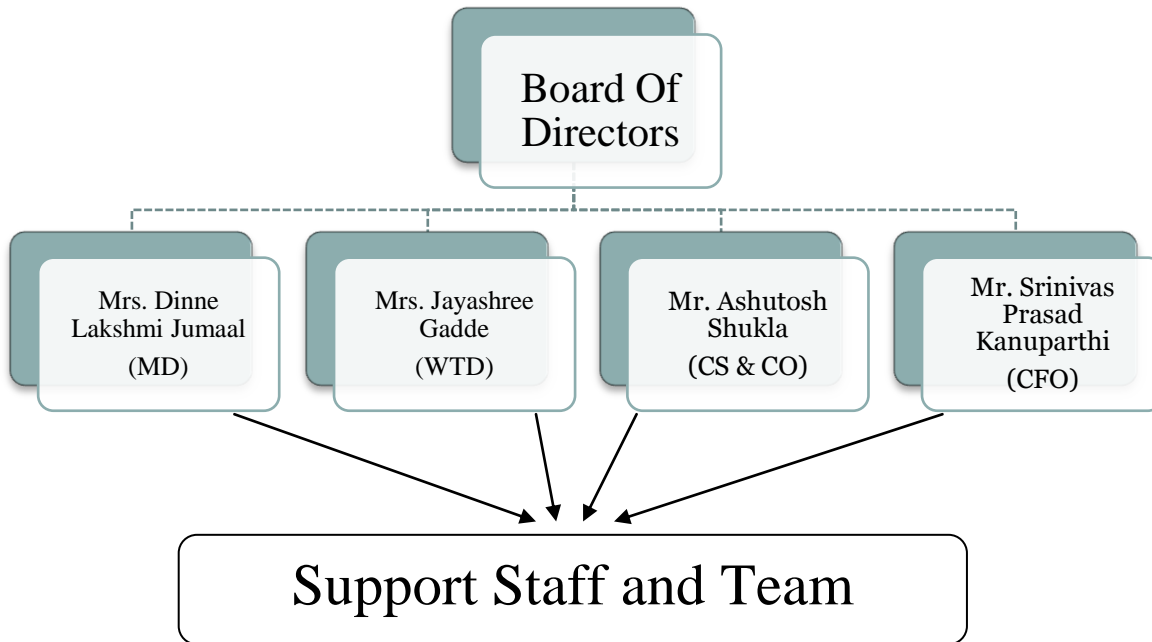 Board Of
Directors
Mrs. Dinne
Lakshmi Jumaal
(MD)
Mrs. Jayashree
Gadde
(WTD)
Mr. Ashutosh
Shukla
(CS & CO)
Mr. Srinivas
Prasad
Kanuparthi
(CFO)
Support Staff and Team